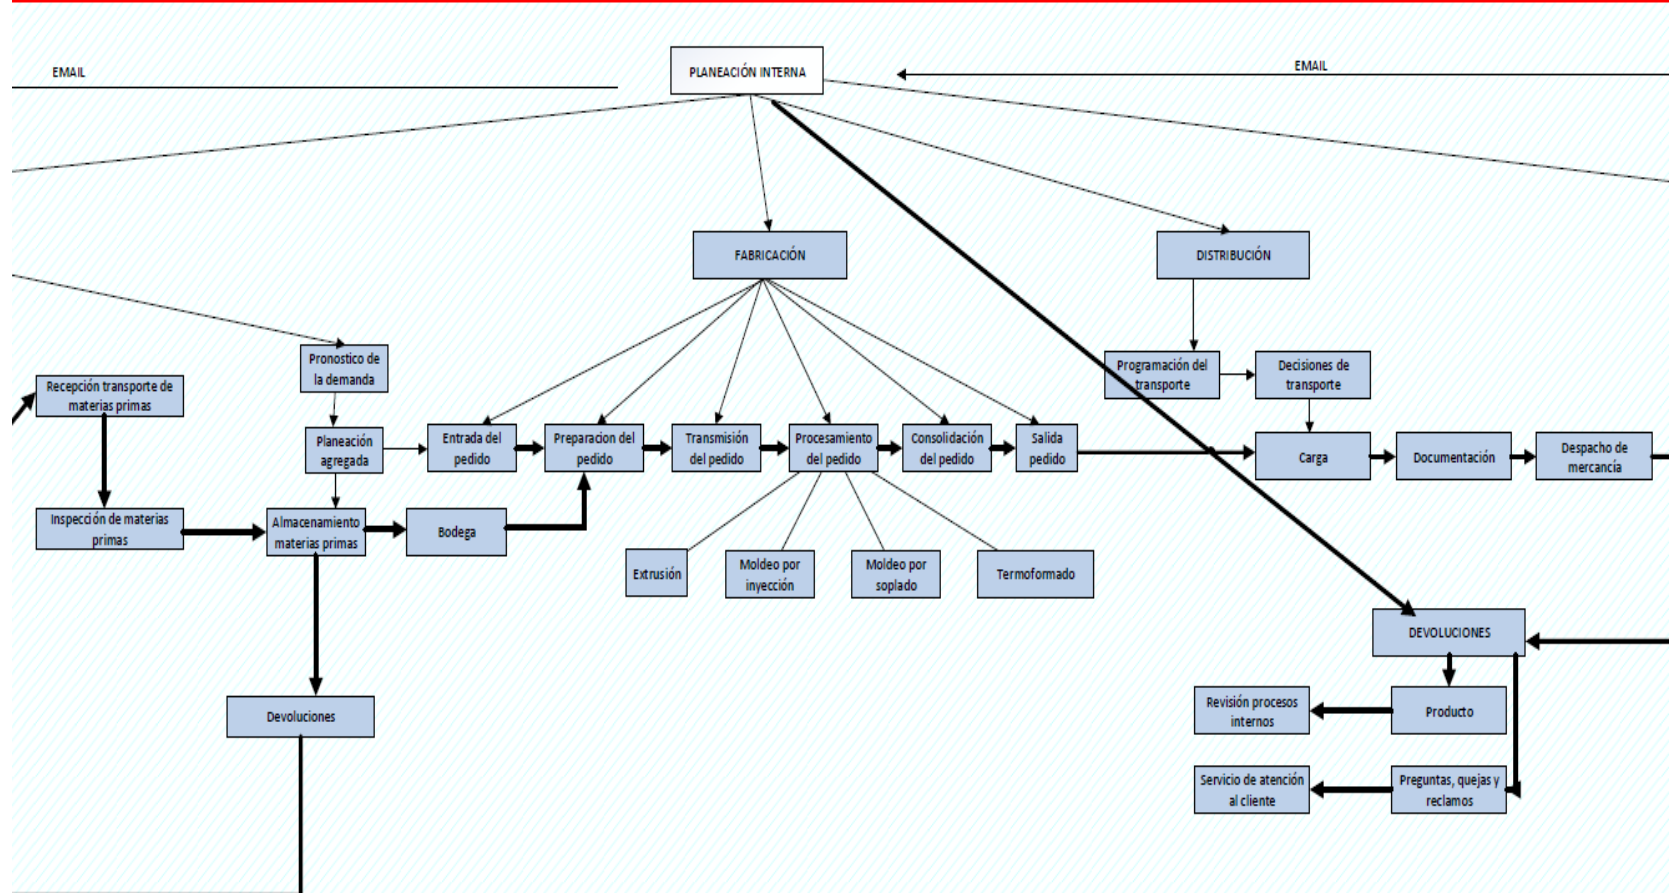 EMAIL
PLANEACIÓN INTERNA
EMAIL
FABRICACIÓN
DISTRIBUCIÓN
Pronostico de
la demanda
Programación del
transporte
Decisiones de
transporte
Recepción transporte de
materias primas
Planeación
agregada
Entrada del
pedido
Preparacion del
pedido
Transmisión
del pedido
Procesamiento
del pedido
Consolidación
del pedido
Salida
pedido
Carga
Documentación
Despacho de
mercancía
Inspección de materias
primas
Almacenamiento
materias primas
Bodega
Extrusión
Moldeo por
inyección
Moldeo por
soplado
Termoformado
DEVOLUCIONES
Devoluciones
Revisión procesos
internos
Producto
Servicio de atención
al cliente
Preguntas, quejas y
reclamos